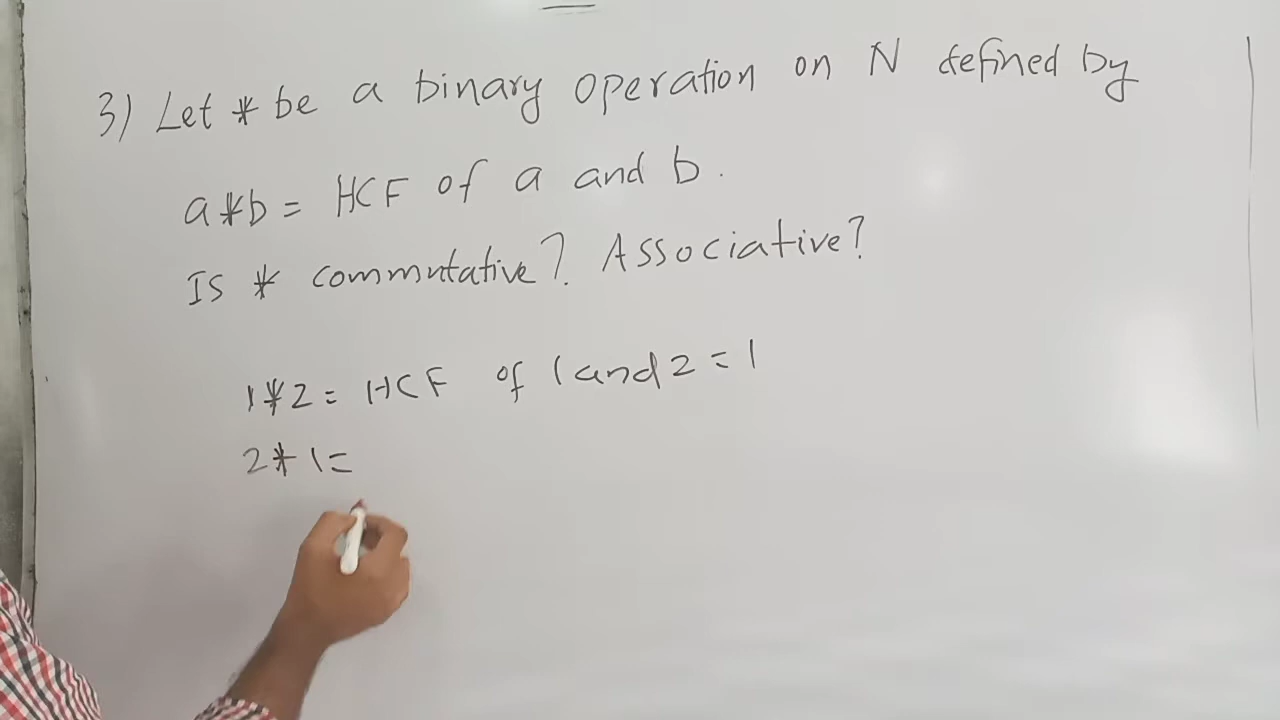 3) Let * be a binary operation on N defined by
a*b = HCF of a and b.
Is * commutative? Associative?
1*2 = HCF of 1 and 2 = 1
2*1=